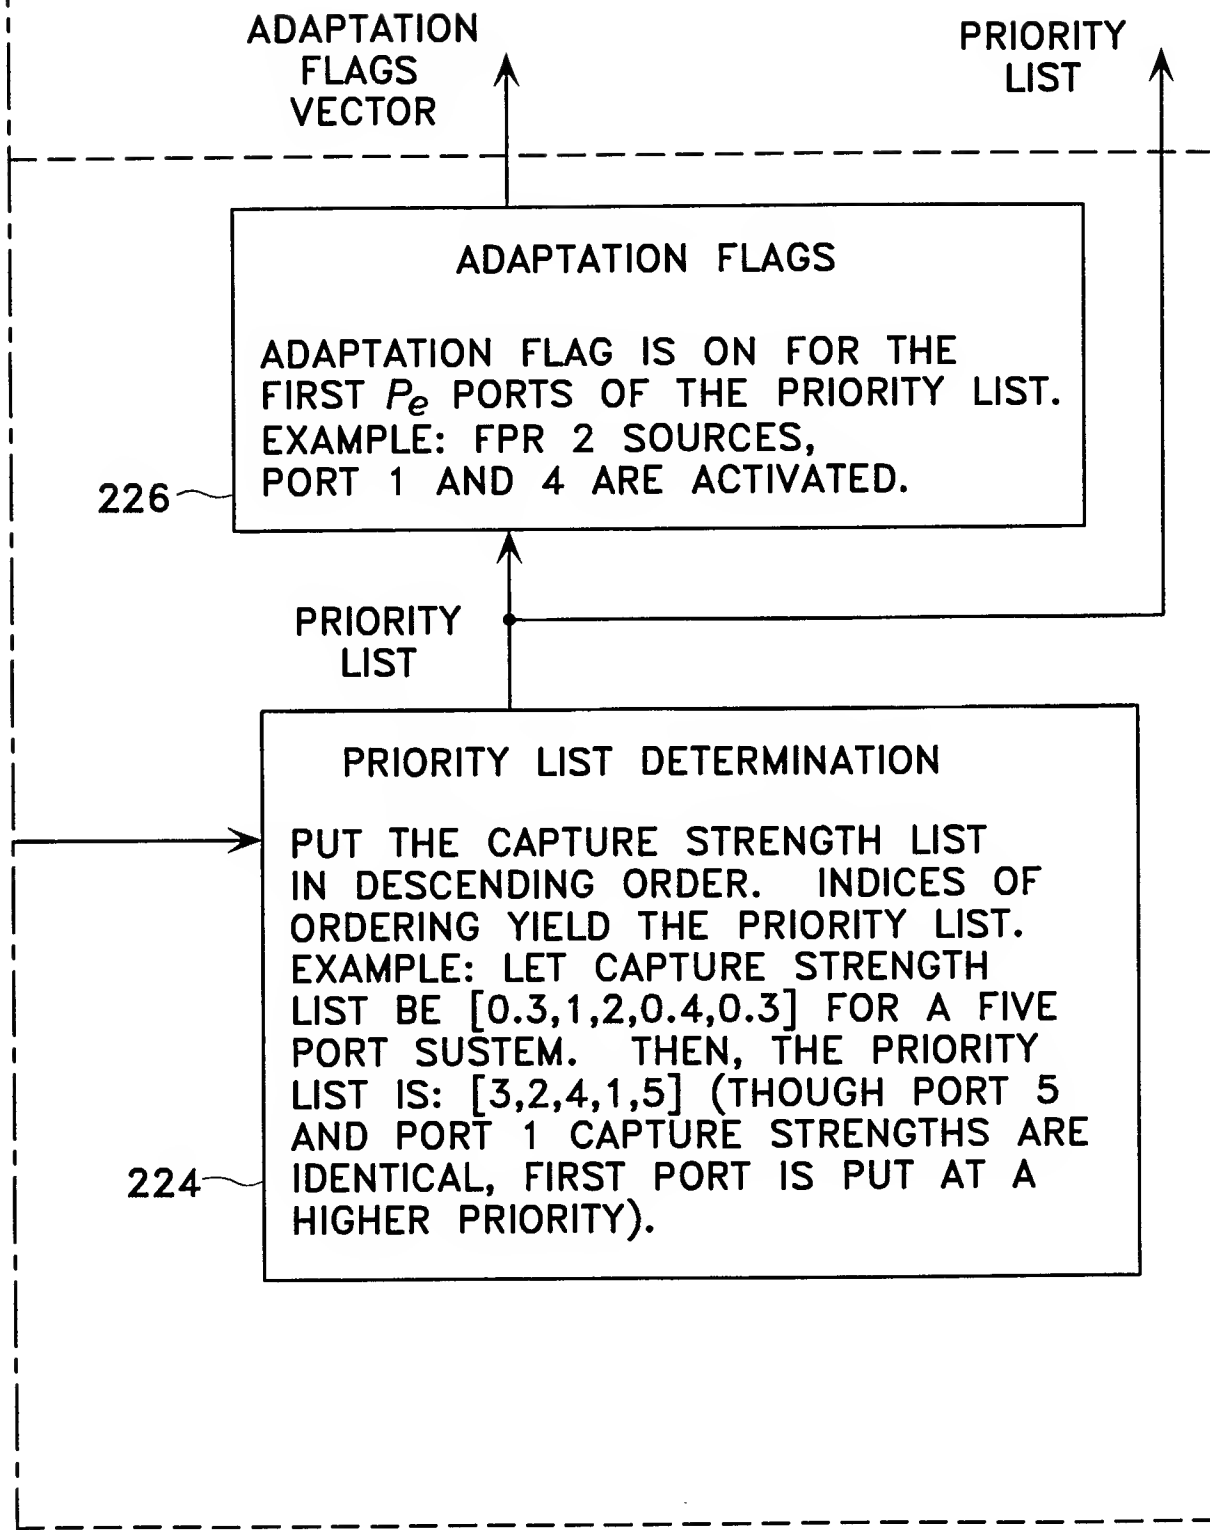 ADAPTATION
FLAGS
VECTOR
PRIORITY
LIST
ADAPTATION FLAGS
ADAPTATION FLAG IS ON FOR THE
FIRST Pe PORTS OF THE PRIORITY LIST.
EXAMPLE: FPR 2 SOURCES,
PORT 1 AND 4 ARE ACTIVATED.
226
PRIORITY
LIST
PRIORITY LIST DETERMINATION
PUT THE CAPTURE STRENGTH LIST
IN DESCENDING ORDER. INDICES OF
ORDERING YIELD THE PRIORITY LIST.
EXAMPLE: LET CAPTURE STRENGTH
LIST BE [0.3,1,2,0.4,0.3] FOR A FIVE
PORT SUSTEM. THEN, THE PRIORITY
LIST IS: [3,2,4,1,5] (THOUGH PORT 5
AND PORT 1 CAPTURE STRENGTHS ARE
IDENTICAL, FIRST PORT IS PUT AT A
HIGHER PRIORITY).
224